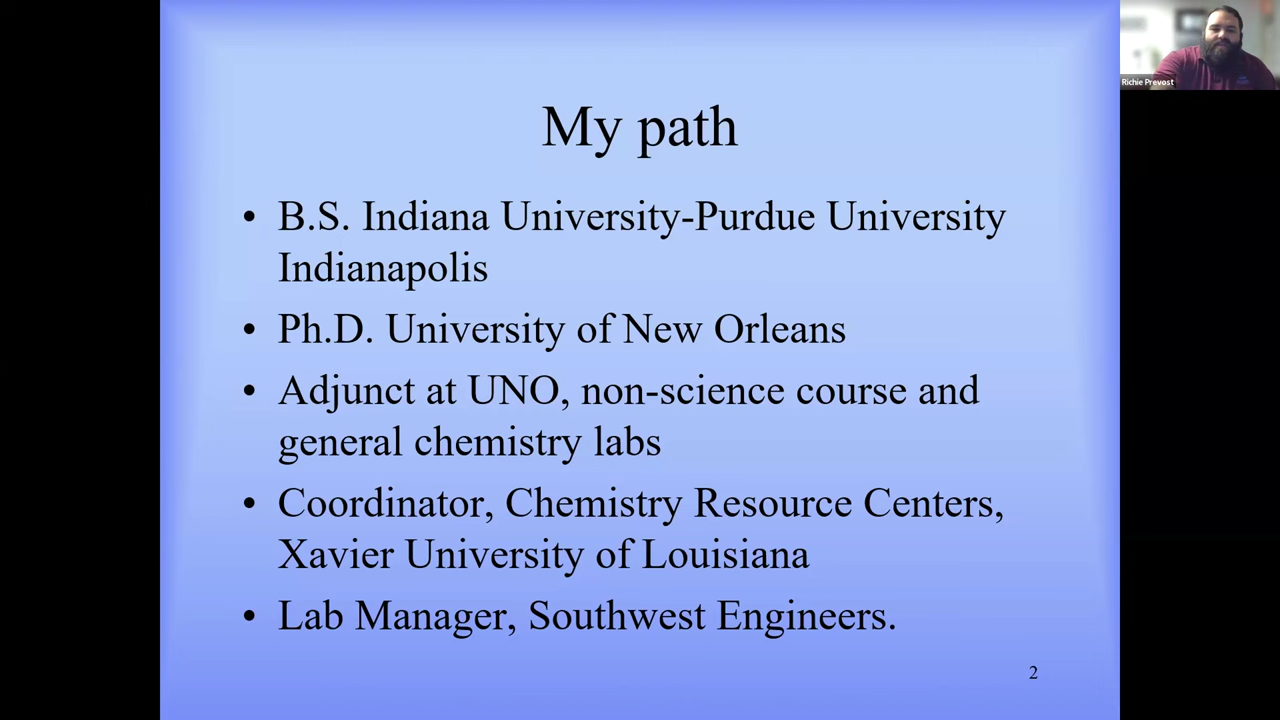 My path
• B.S. Indiana University-Purdue University
Indianapolis
• Ph.D. University of New Orleans
• Adjunct at UNO, non-science course and
general chemistry labs
• Coordinator, Chemistry Resource Centers,
Xavier University of Louisiana
• Lab Manager, Southwest Engineers.
2
Richie Prevost